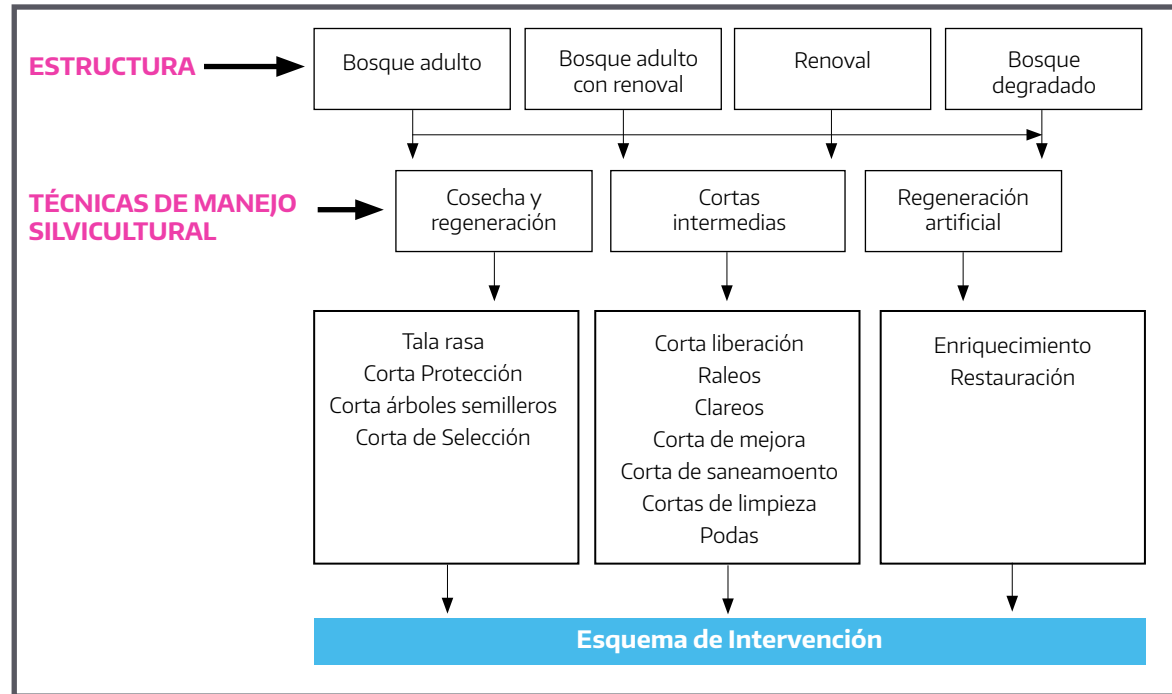 ESTRUCTURA
Bosque adulto
Bosque adulto
con renoval
Renoval
Bosque
degradado
TÉCNICAS DE MANEJO
SILVICULTURAL
Cosecha y
regeneración
Cortas
intermedias
Regeneración
artificial
Tala rasa
Corta Protección
Corta árboles semilleros
Corta de Selección
Corta liberación
Raleos
Clareos
Corta de mejora
Corta de saneamoento
Cortas de limpieza
Podas
Enriquecimiento
Restauración
Esquema de Intervención